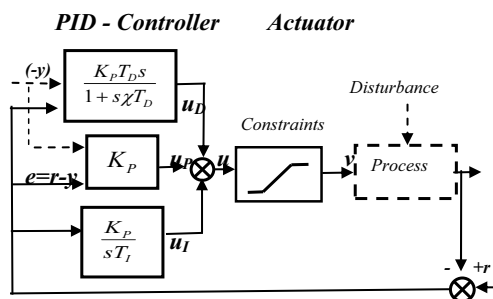 PID - Controller Actuator
(-y)
K_P T_D s
1 + sχT_D
u_D
Disturbance
Constraints
K_P
u_P
u
v
Process
e=r-y
K_P
sT_I
u_I
- +r